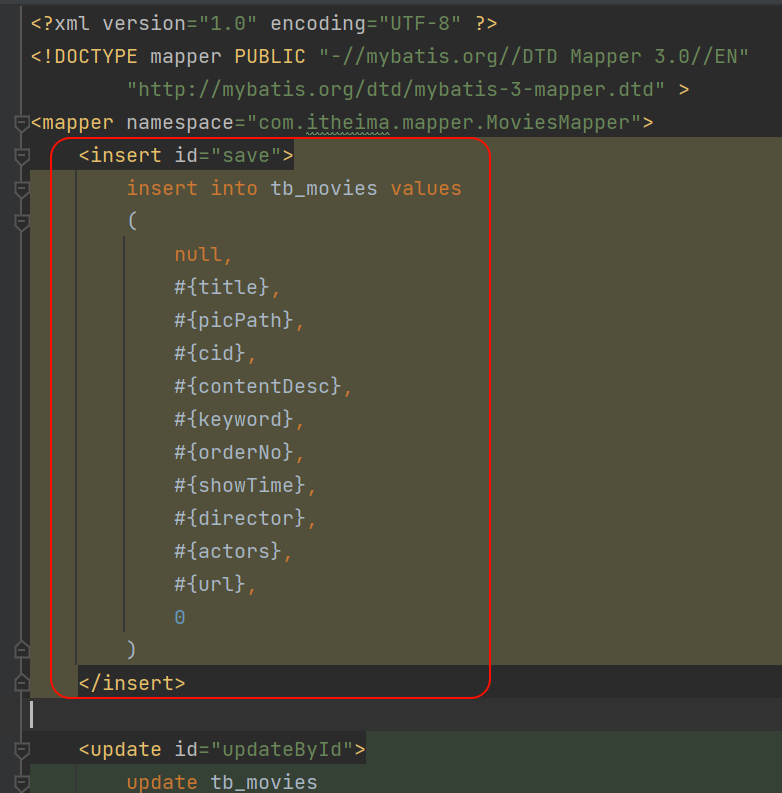 <?xml version="1.0" encoding="UTF-8" ?>
<!DOCTYPE mapper PUBLIC "-//mybatis.org//DTD Mapper 3.0//EN"
        "http://mybatis.org/dtd/mybatis-3-mapper.dtd" >
<mapper namespace="com.itheima.mapper.MoviesMapper">
    <insert id="save">
        insert into tb_movies values
        (
            null,
            #{title},
            #{picPath},
            #{cid},
            #{contentDesc},
            #{keyword},
            #{orderNo},
            #{showTime},
            #{director},
            #{actors},
            #{url},
            0
        )
    </insert>
    <update id="updateById">
        update tb_movies